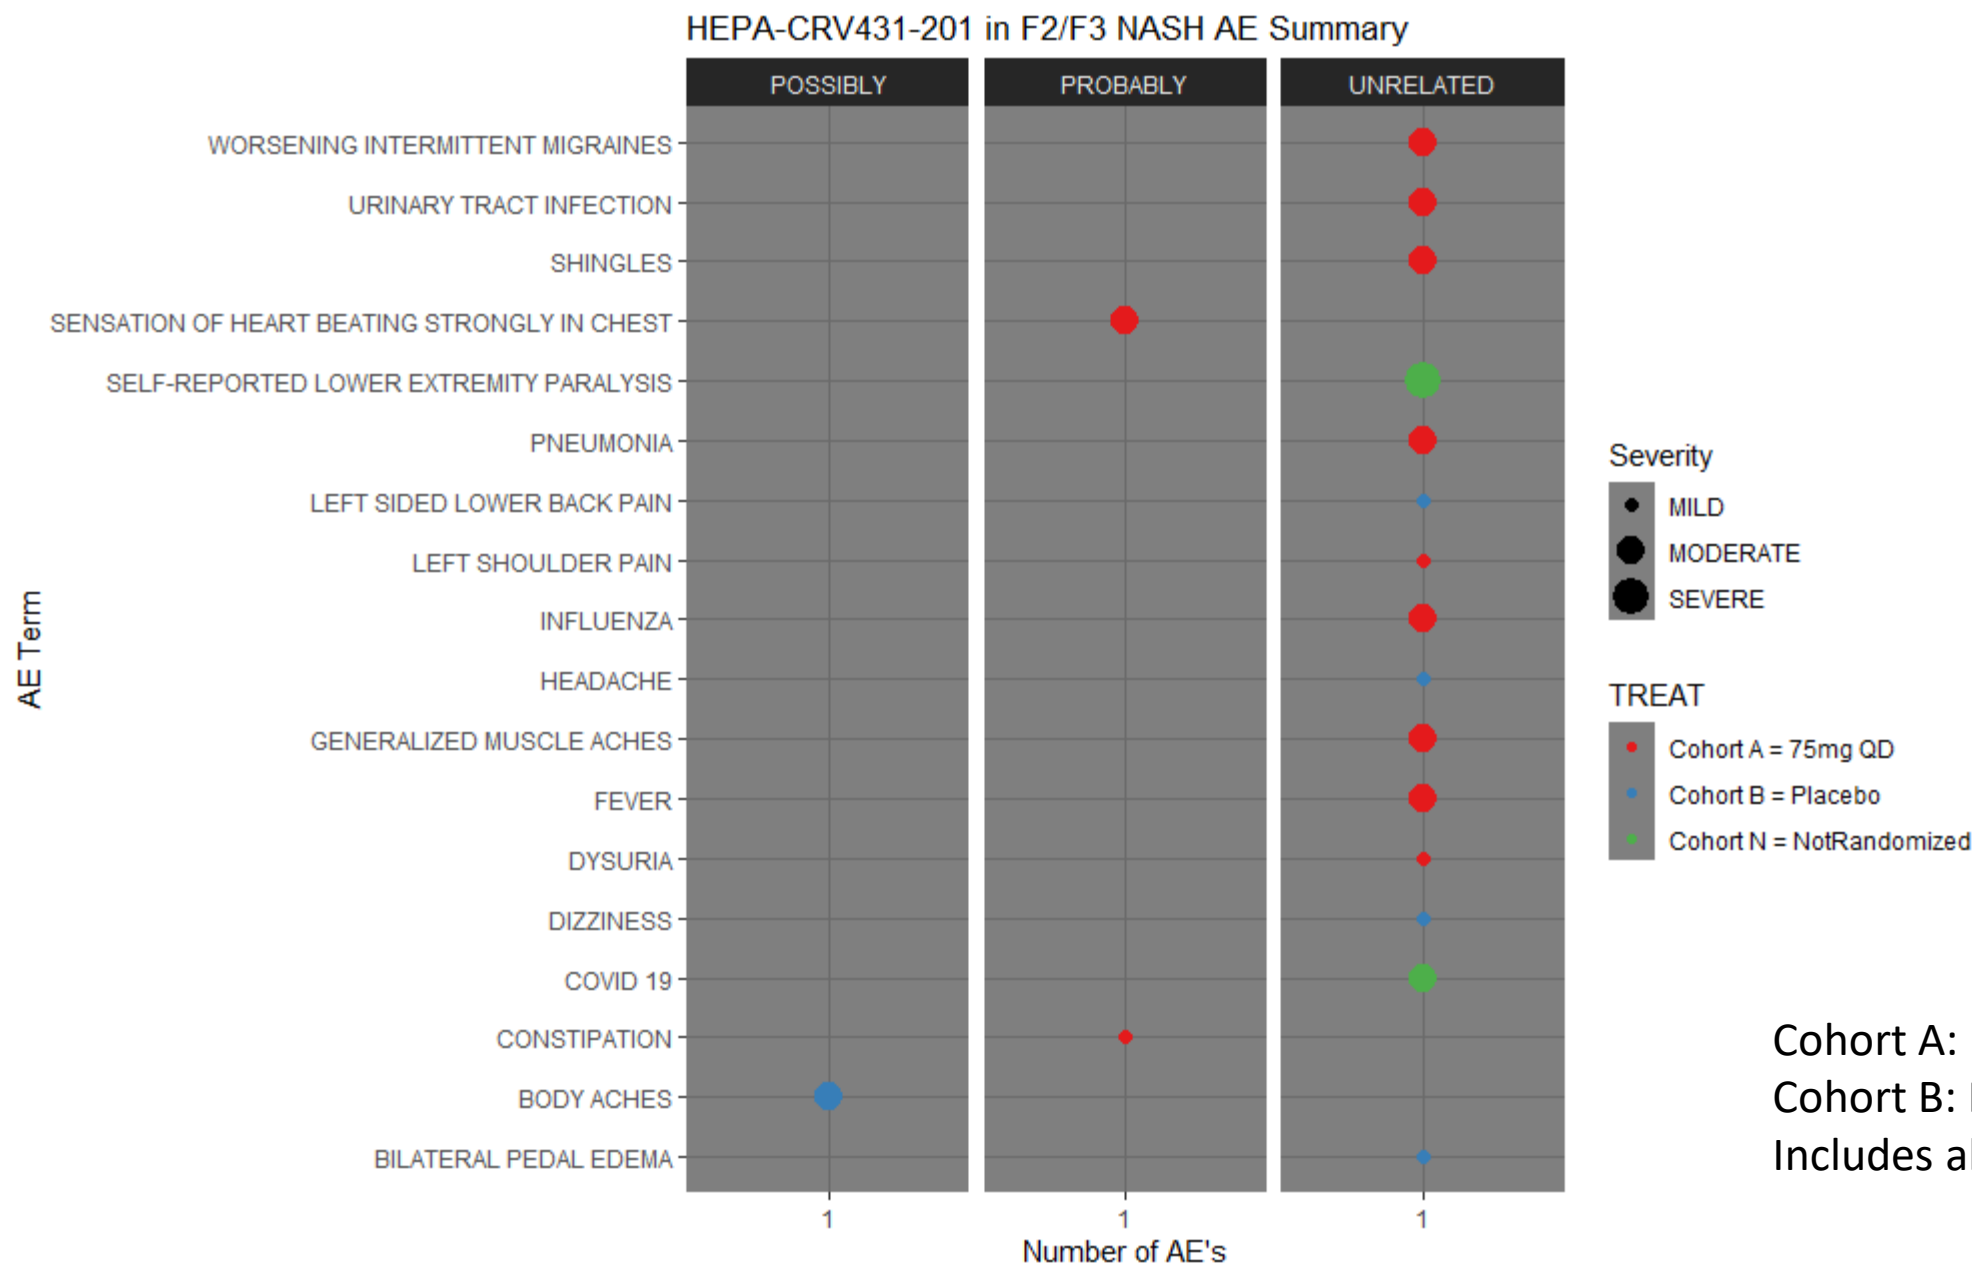 HEPA-CRV431-201 in F2/F3 NASH AE Summary
POSSIBLY
PROBABLY
UNRELATED
WORSENING INTERMITTENT MIGRAINES
URINARY TRACT INFECTION
SHINGLES
SENSATION OF HEART BEATING STRONGLY IN CHEST
SELF-REPORTED LOWER EXTREMITY PARALYSIS
PNEUMONIA
LEFT SIDED LOWER BACK PAIN
LEFT SHOULDER PAIN
INFLUENZA
HEADACHE
GENERALIZED MUSCLE ACHES
FEVER
DYSURIA
DIZZINESS
COVID 19
CONSTIPATION
BODY ACHES
BILATERAL PEDAL EDEMA
AE Term
1
1
1
Number of AE's
Severity
MILD
MODERATE
SEVERE
TREAT
Cohort A = 75mg QD
Cohort B = Placebo
Cohort N = NotRandomized
Cohort A:
Cohort B:
Includes